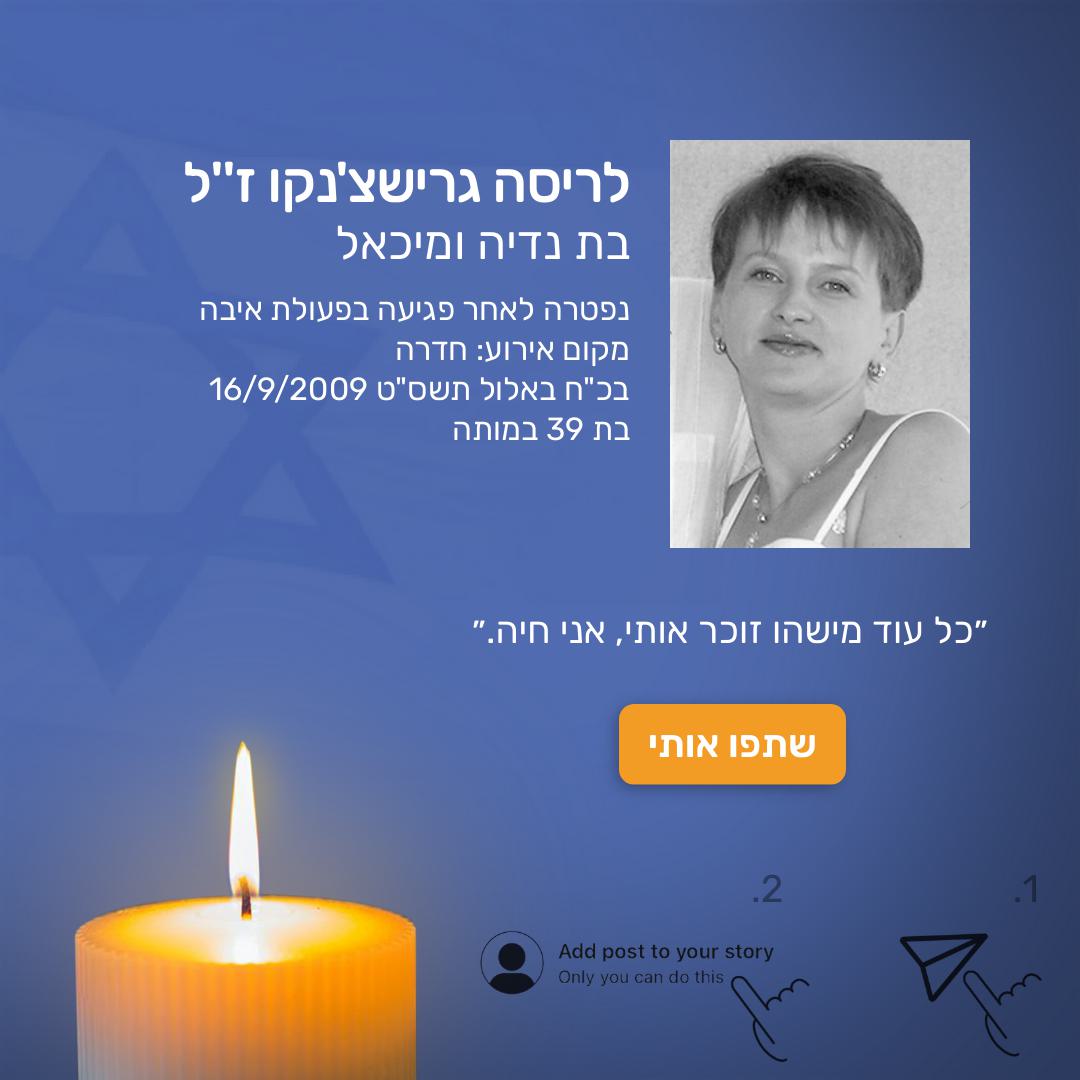 לריסה גרישצ'נקו ז"ל
בת נדיה ומיכאל
נפטרה לאחר פגיעה בפעולת איבה
מקום אירוע: חדרה
בכ"ח באלול תשס"ט 16/9/2009
בת 39 במותה
״כל עוד מישהו זוכר אותי, אני חיה.״
שתפו אותי
1.
2.
Add post to your story
Only you can do this